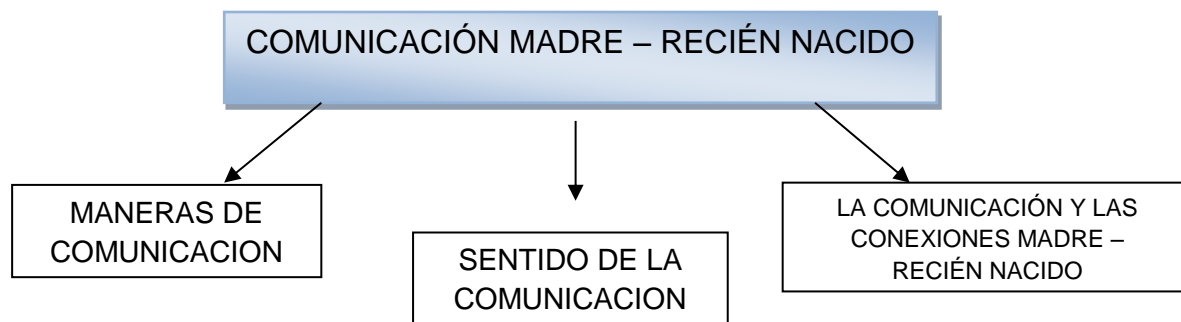 COMUNICACIÓN MADRE – RECIÉN NACIDO
MANERAS DE
COMUNICACION
SENTIDO DE LA
COMUNICACION
LA COMUNICACIÓN Y LAS
CONEXIONES MADRE –
RECIÉN NACIDO